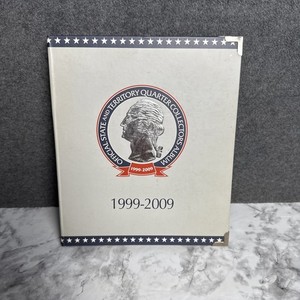 OFFICIAL STATE AND TERRITORY QUARTER COLLECTORS ALBUM
1999-2009
1999-2009